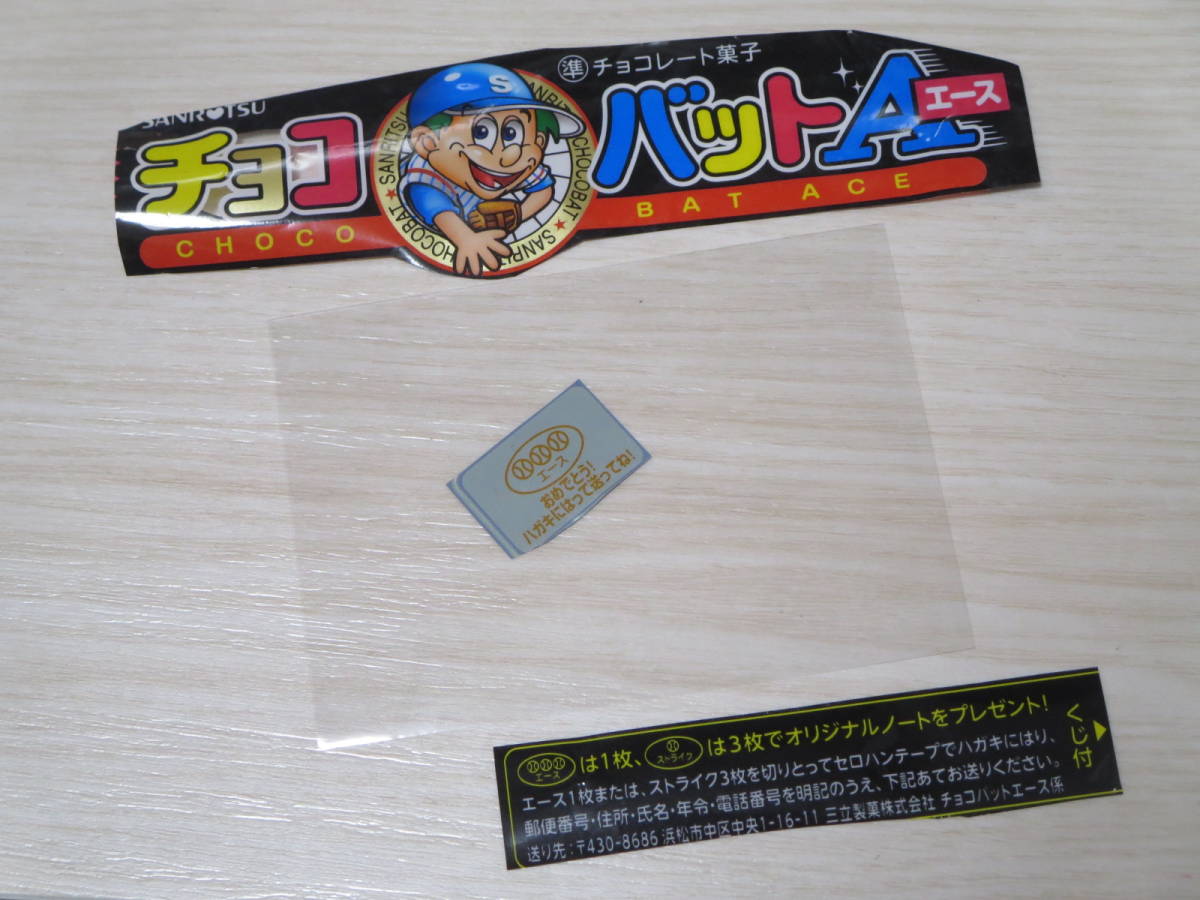 SANRITSU
準 チョコレート菓子
チョコバットAエース
CHOCO BAT ACE
S
SANRITSU ★ CHOCOBAT ★ SANRITSU ★ CHOCOBAT
エース
おめでとう!
ハガキにはって送ってね!
エース は1枚、 ストライク は3枚でオリジナルノートをプレゼント!
エース1枚または、ストライク3枚を切りとってセロハンテープでハガキにはり、
郵便番号・住所・氏名・年令・電話番号を明記のうえ、下記あてお送りください。
送り先:〒430-8686 浜松市中区中央1-16-11 三立製菓株式会社 チョコバットエース係
くじ付